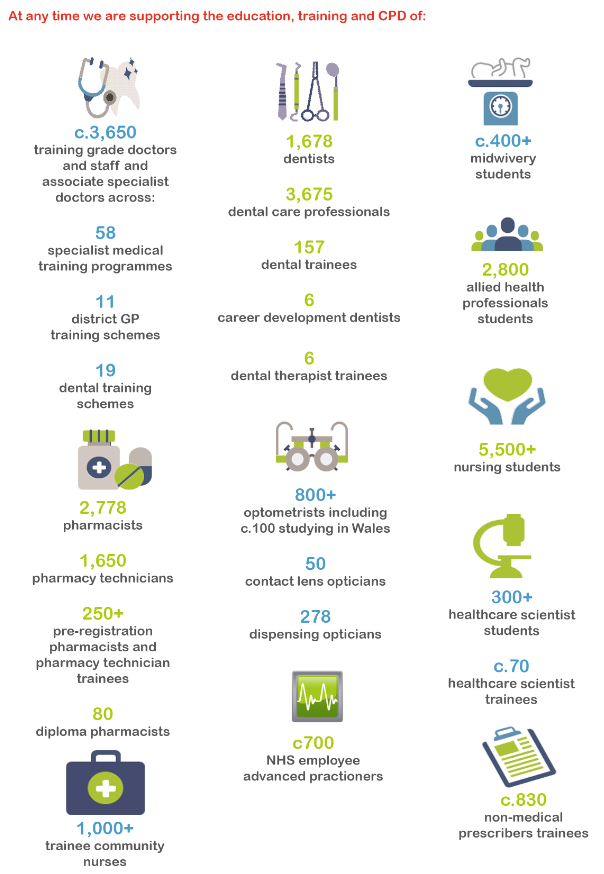 At any time we are supporting the education, training and CPD of:
c.3,650
training grade doctors
and staff and
associate specialist
doctors across:
58
specialist medical
training programmes
11
district GP
training schemes
19
dental training
schemes
2,778
pharmacists
1,650
pharmacy technicians
250+
pre-registration
pharmacists and
pharmacy technician
trainees
80
diploma pharmacists
1,000+
trainee community
nurses
1,678
dentists
3,675
dental care professionals
157
dental trainees
6
career development dentists
6
dental therapist trainees
800+
optometrists including
c.100 studying in Wales
50
contact lens opticians
278
dispensing opticians
c700
NHS employee
advanced practioners
c.400+
midwivery
students
2,800
allied health
professionals
students
5,500+
nursing students
300+
healthcare scientist
students
c.70
healthcare scientist
trainees
c.830
non-medical
prescribers trainees